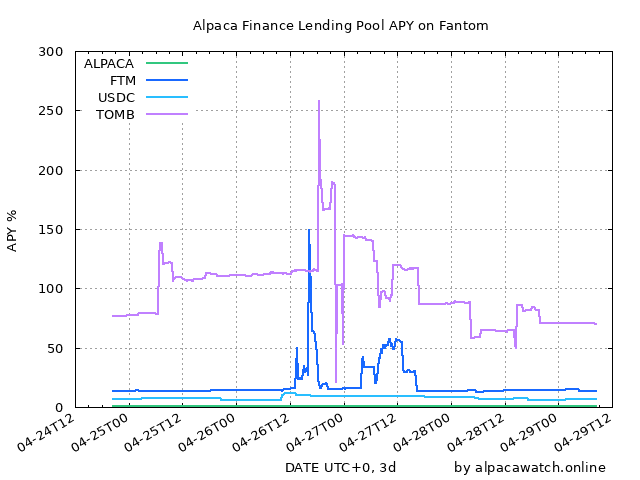 Alpaca Finance Lending Pool APY on Fantom
300
250
200
150
100
50
0
APY %
ALPACA
FTM
USDC
TOMB
04-24T12
04-25T00
04-25T12
04-26T00
04-26T12
04-27T00
04-27T12
04-28T00
04-28T12
04-29T00
04-29T12
DATE UTC+0, 3d
by alpacawatch.online